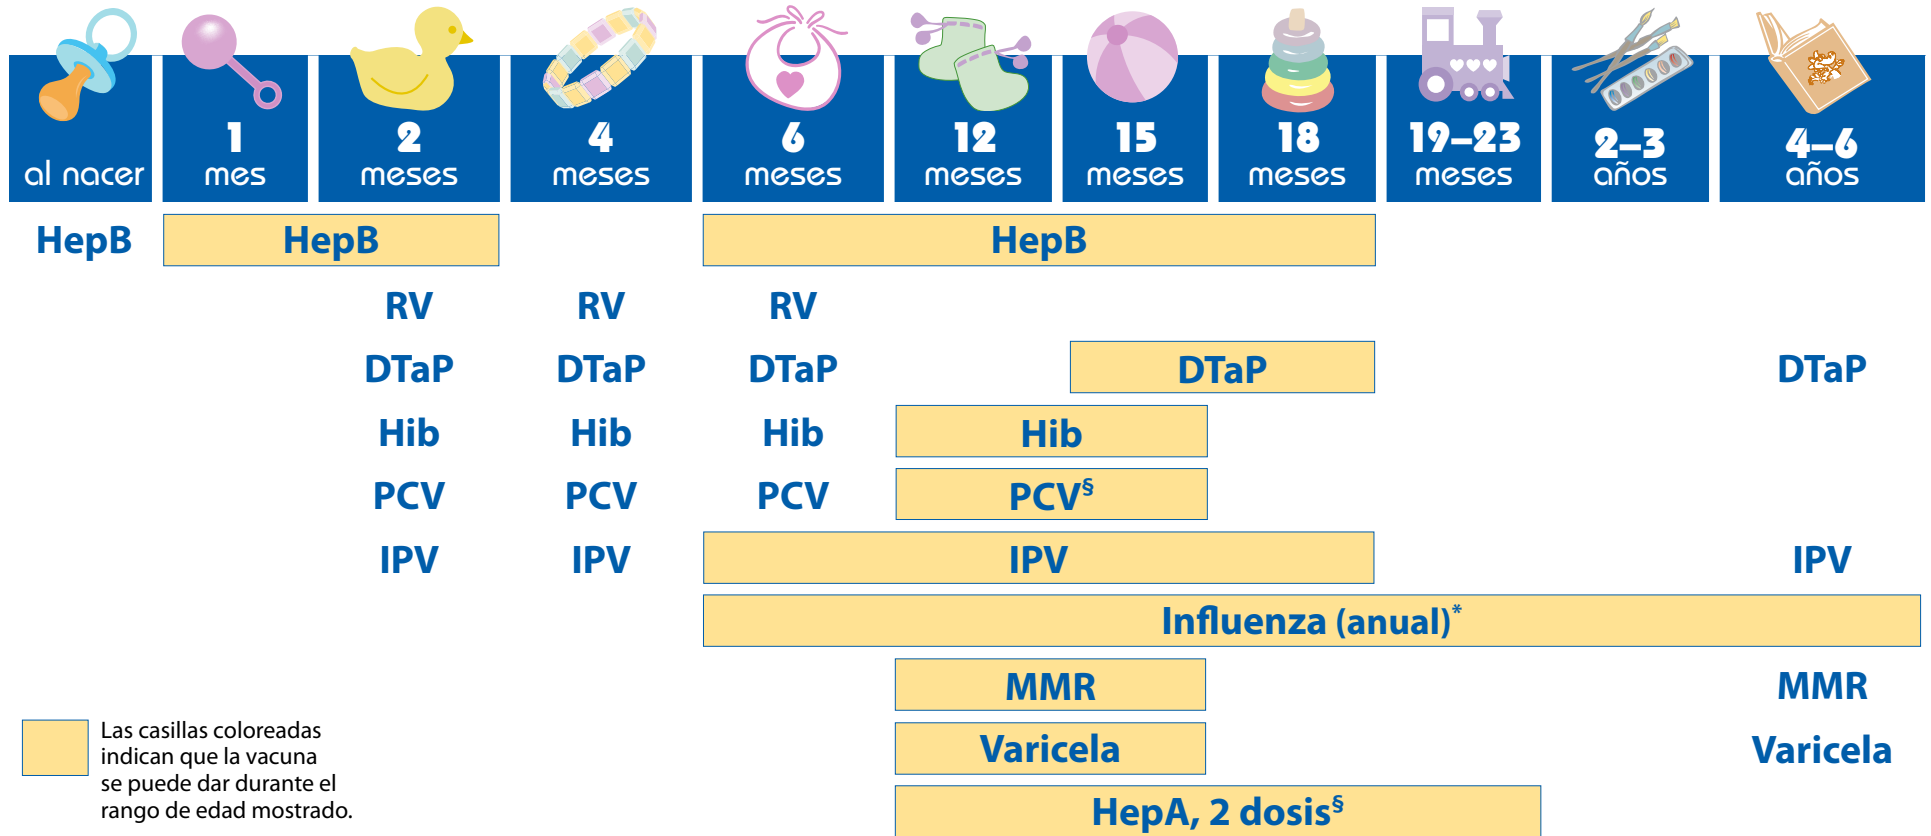 al nacer
1 mes
2 meses
4 meses
6 meses
12 meses
15 meses
18 meses
19–23 meses
2–3 años
4–6 años
HepB HepB HepB
RV RV RV
DTaP DTaP DTaP DTaP DTaP
Hib Hib Hib Hib
PCV PCV PCV PCV§
IPV IPV IPV IPV
Influenza (anual)*
MMR MMR
Varicela Varicela
HepA, 2 dosis§
Las casillas coloreadas
indican que la vacuna
se puede dar durante el
rango de edad mostrado.